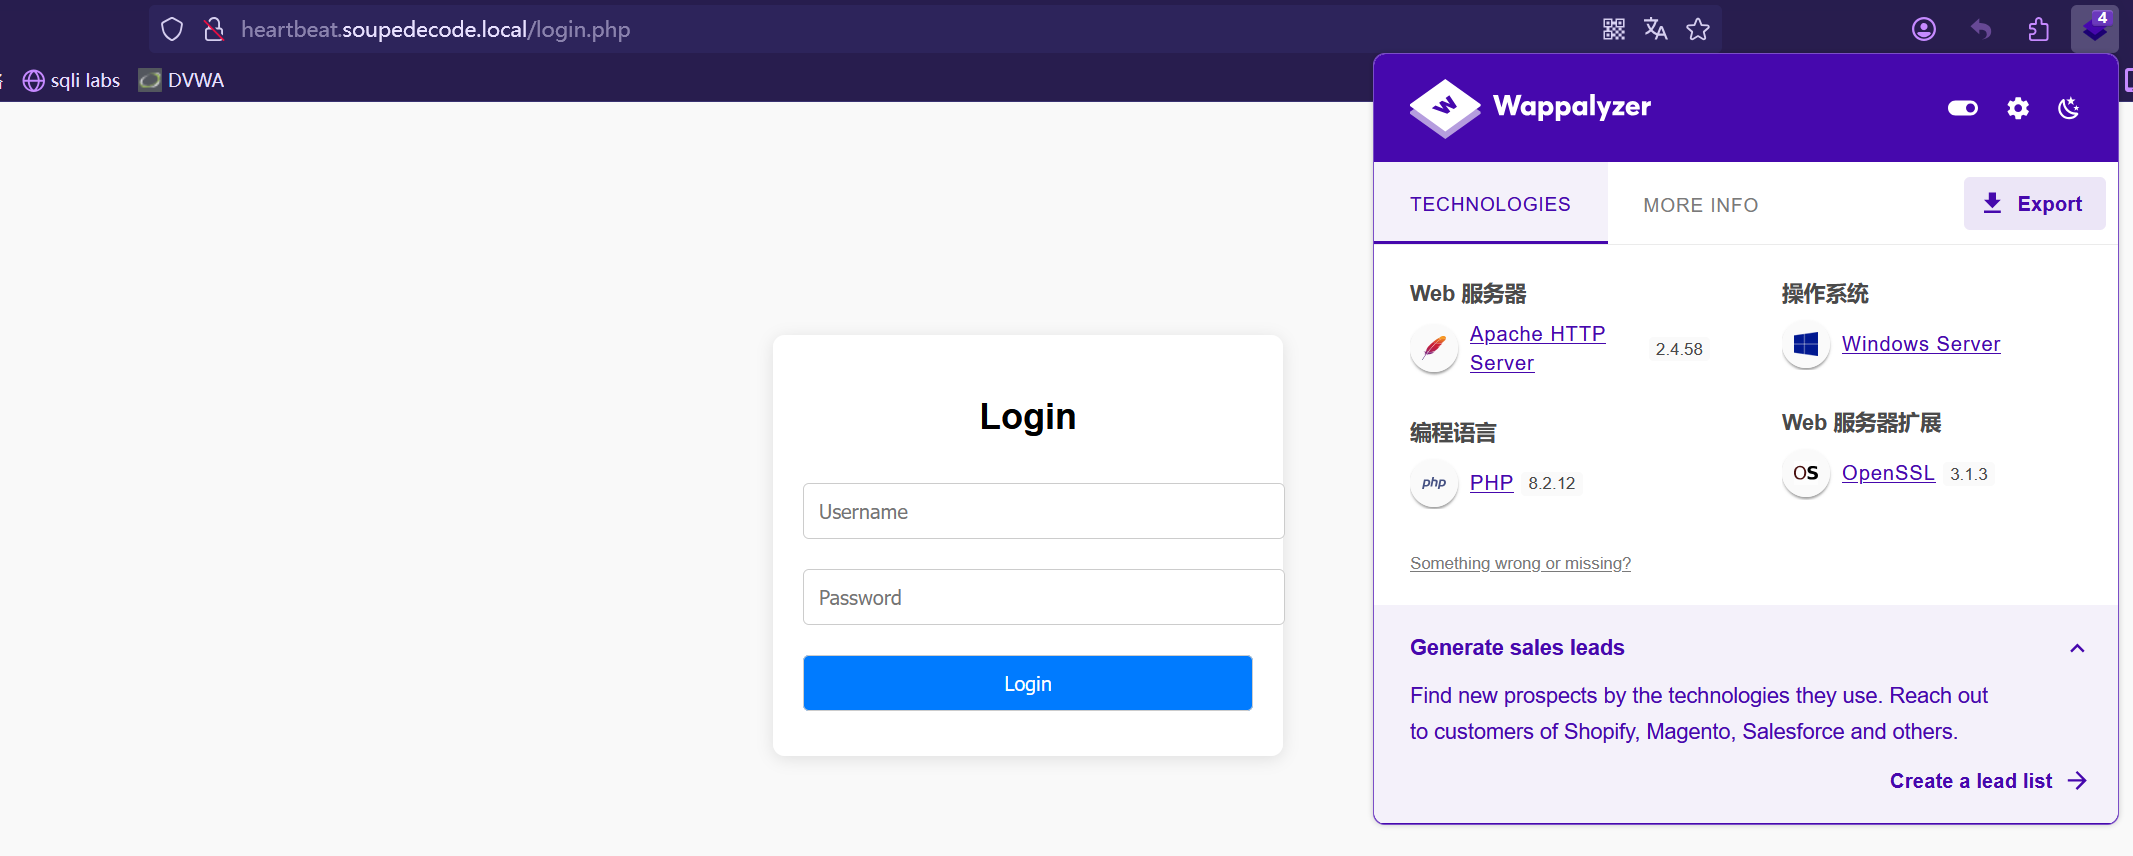 heartbeat.soupedecode.local/login.php
4
sqli labs
DVWA
Login
Username
Password
Login
W
Wappalyzer
TECHNOLOGIES
MORE INFO
Export
Web 服务器
Apache HTTP
Server
2.4.58
编程语言
php
PHP
8.2.12
操作系统
Windows Server
Web 服务器扩展
OS
OpenSSL
3.1.3
Something wrong or missing?
Generate sales leads
Find new prospects by the technologies they use. Reach out
to customers of Shopify, Magento, Salesforce and others.
Create a lead list